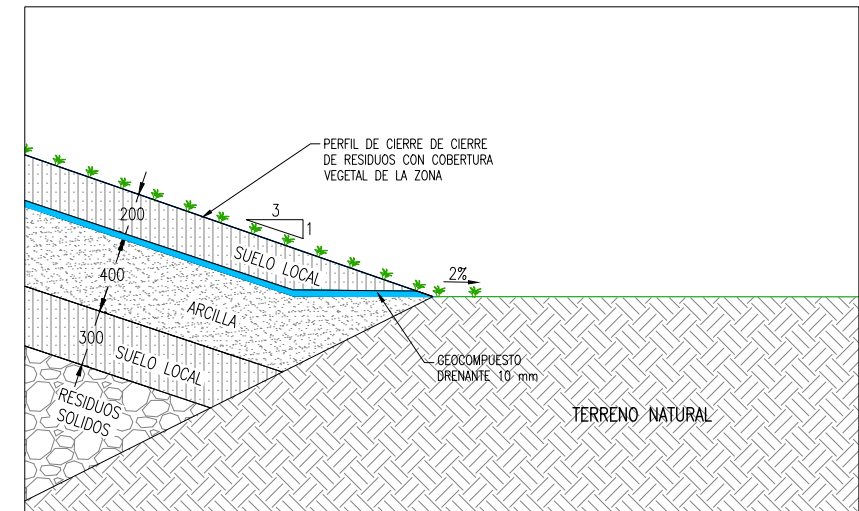 PERFIL DE CIERRE DE CIERRE
DE RESIDUOS CON COBERTURA
VEGETAL DE LA ZONA
200
3
1
SUELO LOCAL
2%
400
ARCILLA
300
SUELO LOCAL
GEOCOMPUESTO
DRENANTE 10 mm
RESIDUOS
SOLIDOS
TERRENO NATURAL